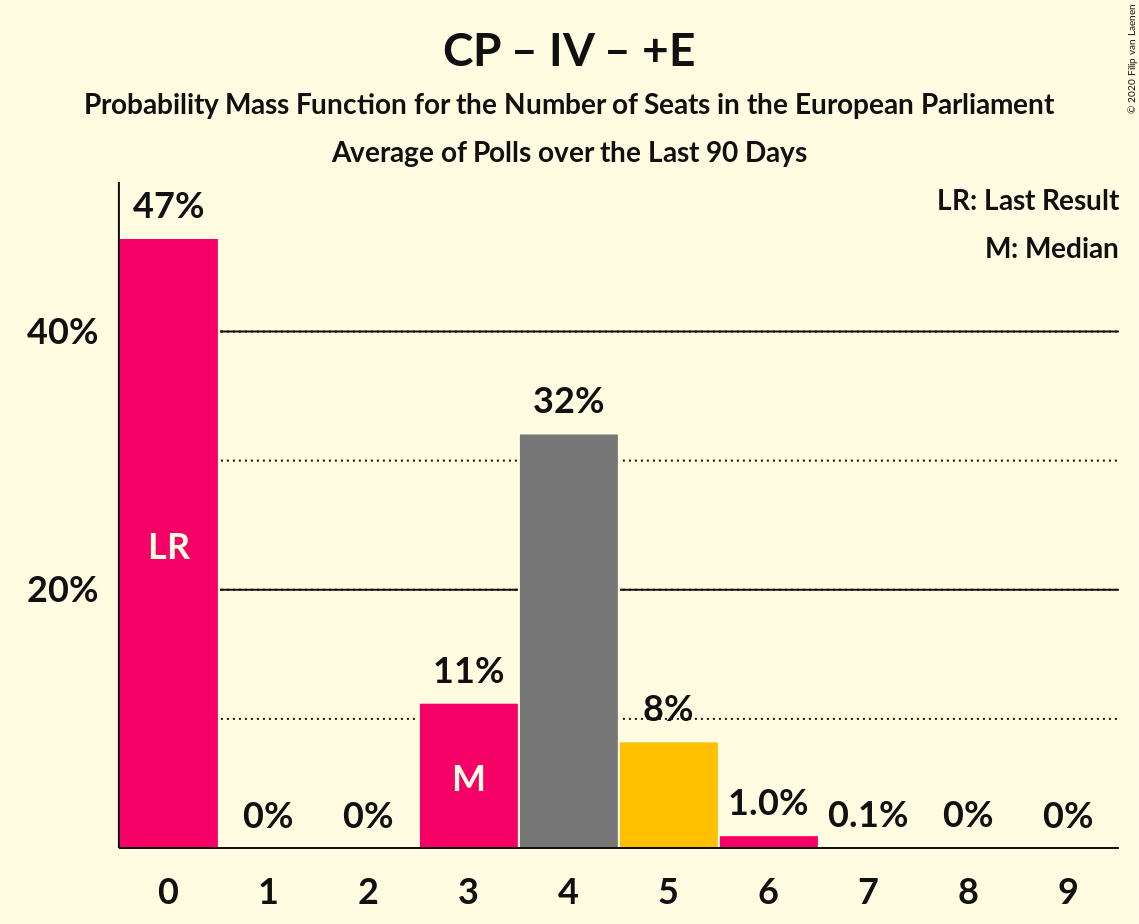 CP – IV – +E
Probability Mass Function for the Number of Seats in the European Parliament
Average of Polls over the Last 90 Days
© 2020 Filip van Laenen
LR: Last Result
M: Median
47%
40%
32%
LR
20%
11%
8%
M
1.0%
0%
0%
0.1%
0%
0%
0
1
2
3
4
5
6
7
8
9